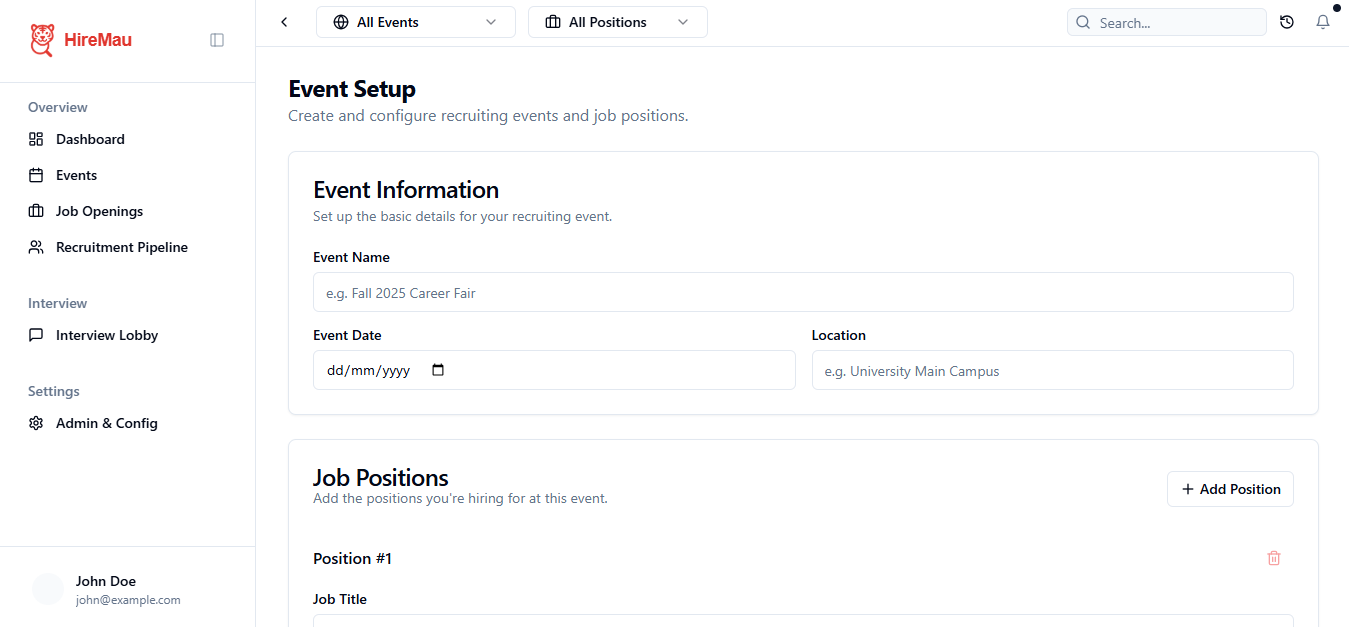 HireMau
All Events
All Positions
Search...
Overview
Dashboard
Events
Job Openings
Recruitment Pipeline
Interview
Interview Lobby
Settings
Admin & Config
John Doe
john@example.com
Event Setup
Create and configure recruiting events and job positions.
Event Information
Set up the basic details for your recruiting event.
Event Name
e.g. Fall 2025 Career Fair
Event Date
Location
dd/mm/yyyy
e.g. University Main Campus
Job Positions
Add the positions you're hiring for at this event.
Add Position
Position #1
Job Title